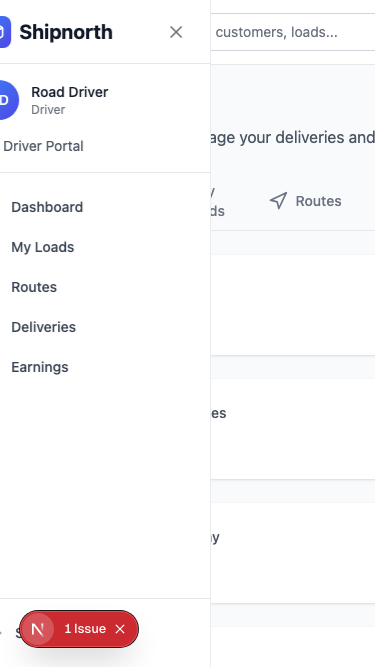 Shipnorth
customers, loads...
D
Road Driver
Driver
Driver Portal
age your deliveries and
ds
Routes
Dashboard
My Loads
Routes
Deliveries
Earnings
es
ay
S
N
1 Issue